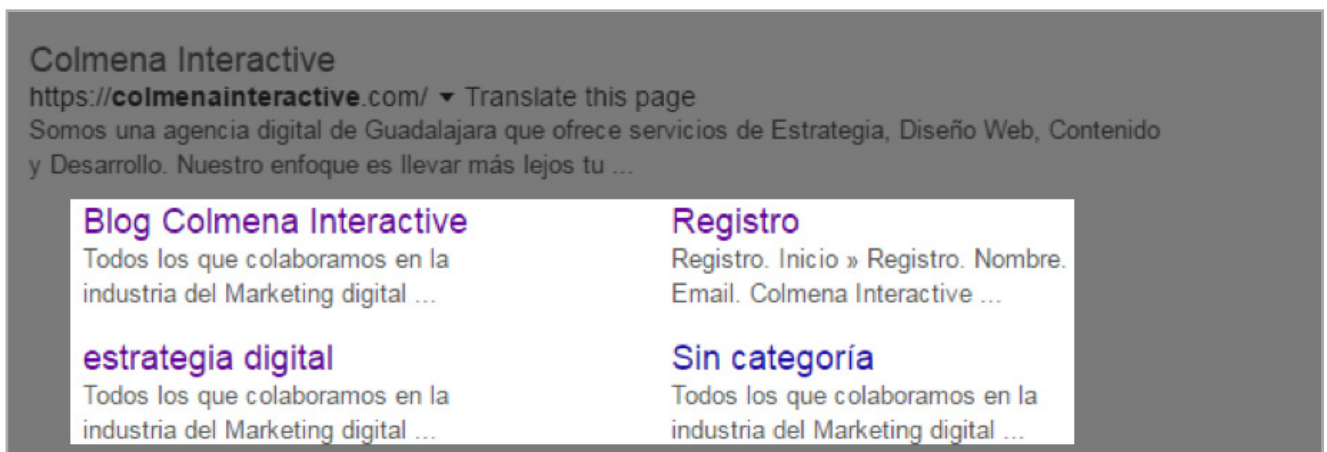 Colmena Interactive
https://colmenainteractive.com/ ▾ Translate this page
Somos una agencia digital de Guadalajara que ofrece servicios de Estrategia, Diseño Web, Contenido
y Desarrollo. Nuestro enfoque es llevar más lejos tu ...
Blog Colmena Interactive
Todos los que colaboramos en la
industria del Marketing digital ...
Registro
Registro. Inicio » Registro. Nombre.
Email. Colmena Interactive ...
estrategia digital
Todos los que colaboramos en la
industria del Marketing digital ...
Sin categoría
Todos los que colaboramos en la
industria del Marketing digital ...